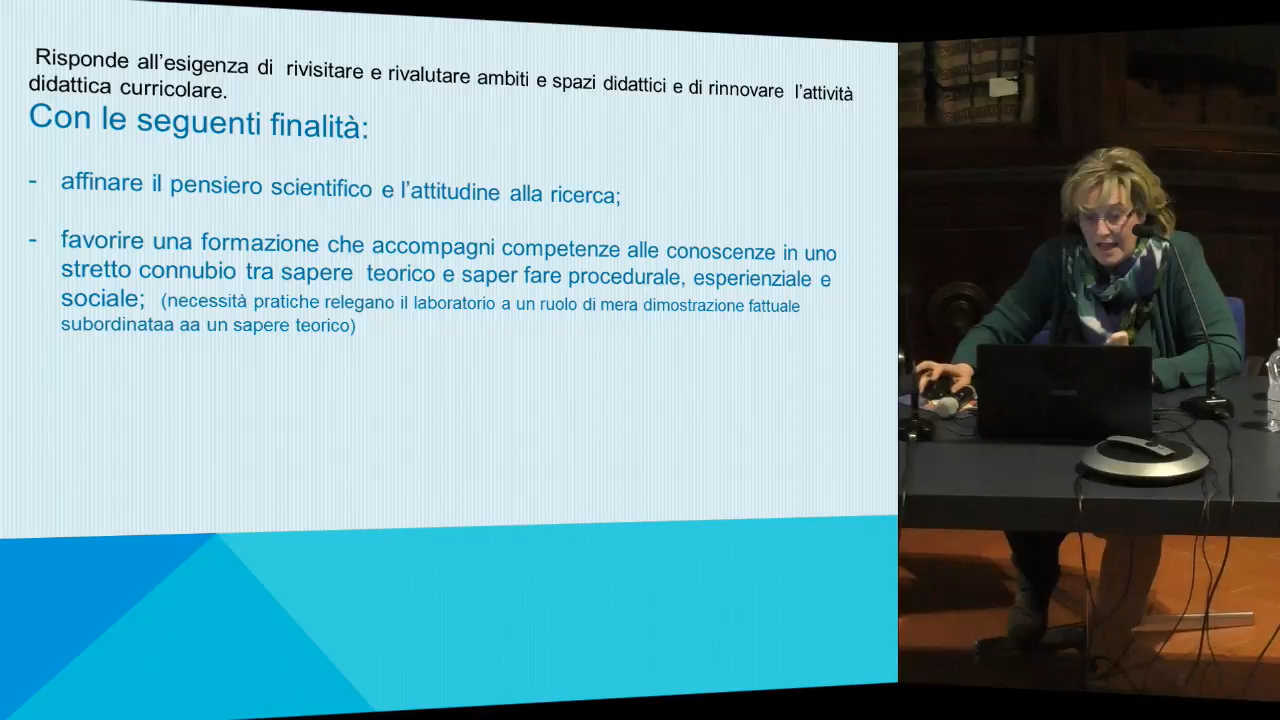 Risponde all’esigenza di rivisitare e rivalutare ambiti e spazi didattici e di rinnovare l’attività
didattica curricolare.
Con le seguenti finalità:
- affinare il pensiero scientifico e l’attitudine alla ricerca;
- favorire una formazione che accompagni competenze alle conoscenze in uno
stretto connubio tra sapere teorico e saper fare procedurale, esperienziale e
sociale; (necessità pratiche relegano il laboratorio a un ruolo di mera dimostrazione fattuale
subordinataa aa un sapere teorico)